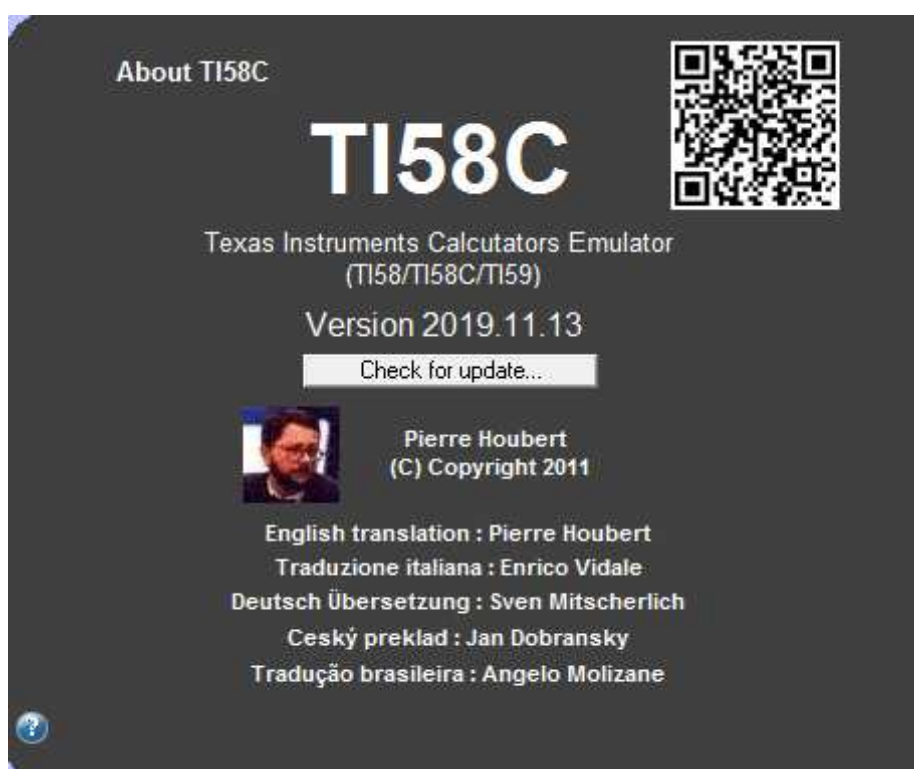 About TI58C
TI58C
Texas Instruments Calcutators Emulator
(TI58/TI58C/TI59)
Version 2019.11.13
Check for update...
Pierre Houbert
(C) Copyright 2011
English translation : Pierre Houbert
Traduzione italiana : Enrico Vidale
Deutsch Übersetzung : Sven Mitscherlich
Ceský preklad : Jan Dobransky
Tradução brasileira : Angelo Molizane
?